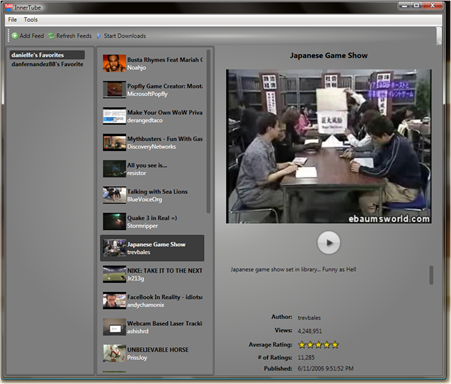 InnerTube
File Tools
Add Feed Refresh Feeds Start Downloads
danielfe's Favorites
danfernandez88's Favorite
Busta Rhymes Feat Mariah C
Noahjo
Popfly Game Creator: Moot
MicrosoftPopfly
Make Your Own WoW Priva
derangedtaco
Mythbusters - Fun With Gas
DiscoveryNetworks
All you see is...
resistor
Talking with Sea Lions
BlueVoiceOrg
Quake 3 in Real =)
Stormripper
Japanese Game Show
trevbales
NIKE: TAKE IT TO THE NEXT
Jr213g
FaceBook In Reality - idiotu
andychamonix
Webcam Based Laser Tracki
ashishrd
UNBELIEVABLE HORSE
PrissJoy
Japanese Game Show
ebaumsworld.com
Japanese game show set in library... Funny as Hell
Author: trevbales
Views: 4,248,951
Average Rating:
# of Ratings: 11,285
Published: 6/11/2006 9:51:52 PM